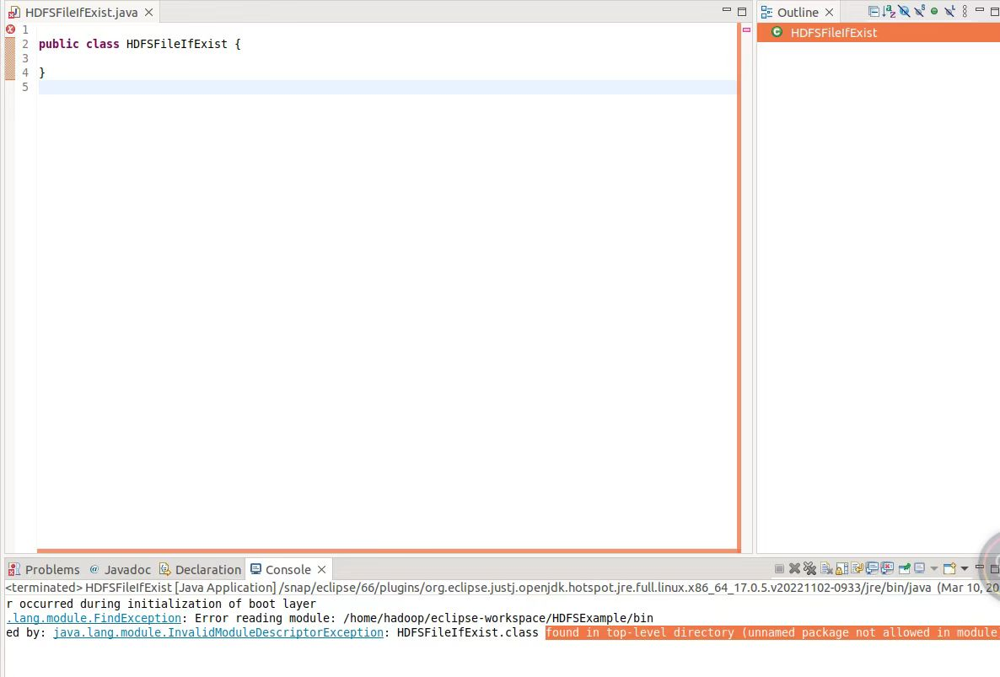 HDFSFileIfExist.java
Outline
1
2 public class HDFSFileIfExist {
3
4 }
5
HDFSFileIfExist
Problems @ Javadoc Declaration Console
<terminated> HDFSFileIfExist [Java Application] /snap/eclipse/66/plugins/org.eclipse.justj.openjdk.hotspot.jre.full.linux.x86_64_17.0.5.v20221102-0933/jre/bin/java (Mar 10, 20
r occurred during initialization of boot layer
.lang.module.FindException: Error reading module: /home/hadoop/eclipse-workspace/HDFSExample/bin
ed by: java.lang.module.InvalidModuleDescriptorException: HDFSFileIfExist.class found in top-level directory (unnamed package not allowed in module